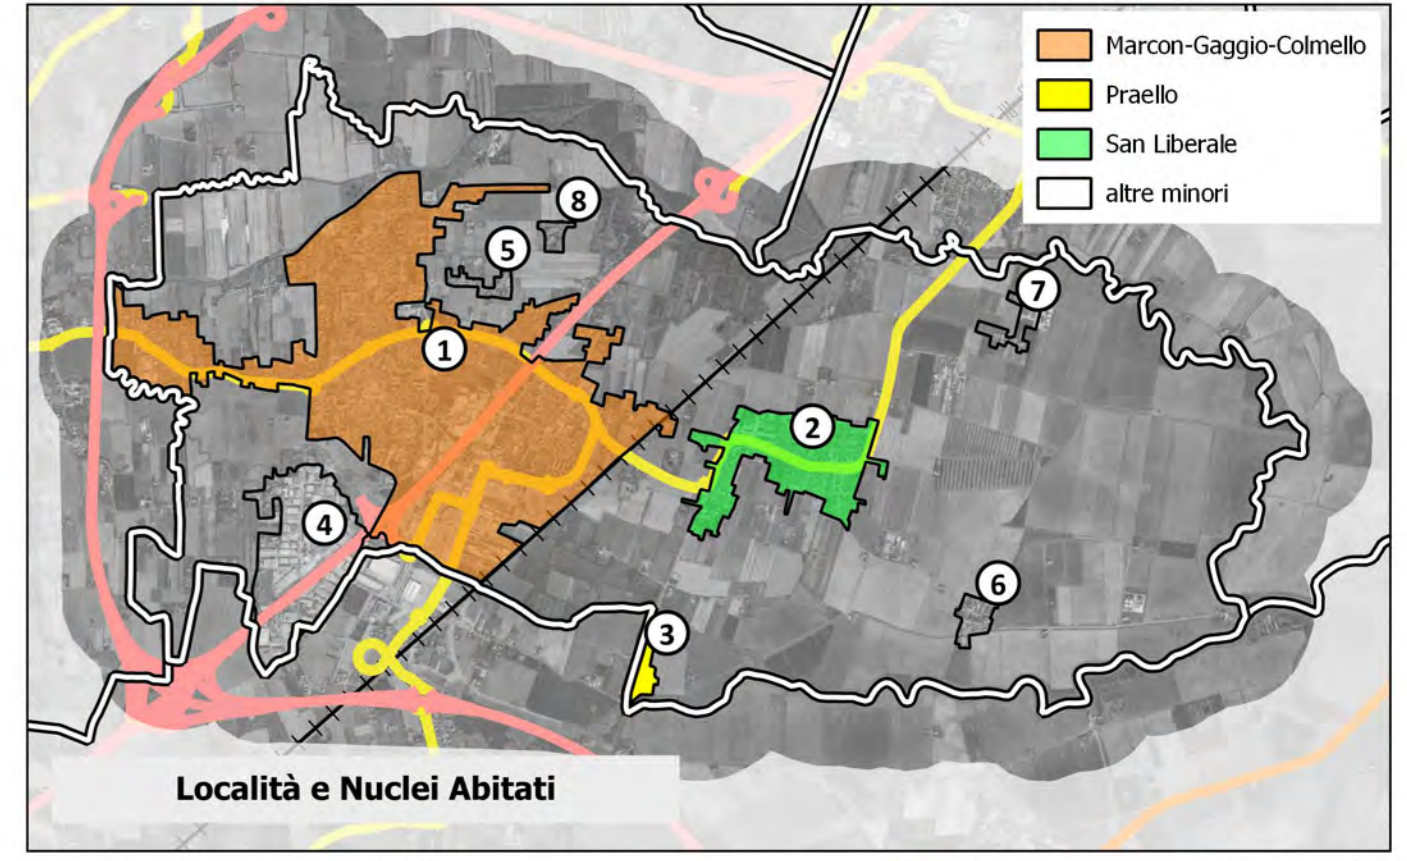 Marcon-Gaggio-Colmello
Praello
San Liberale
altre minori
8
5
7
1
2
4
6
3
Località e Nuclei Abitati